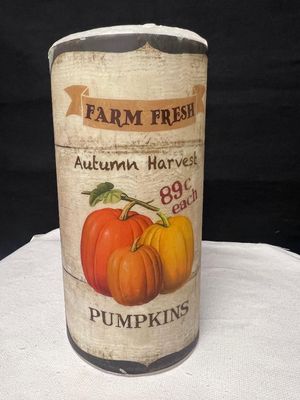 FARM FRESH
Autumn Harvest
89¢
each
PUMPKINS